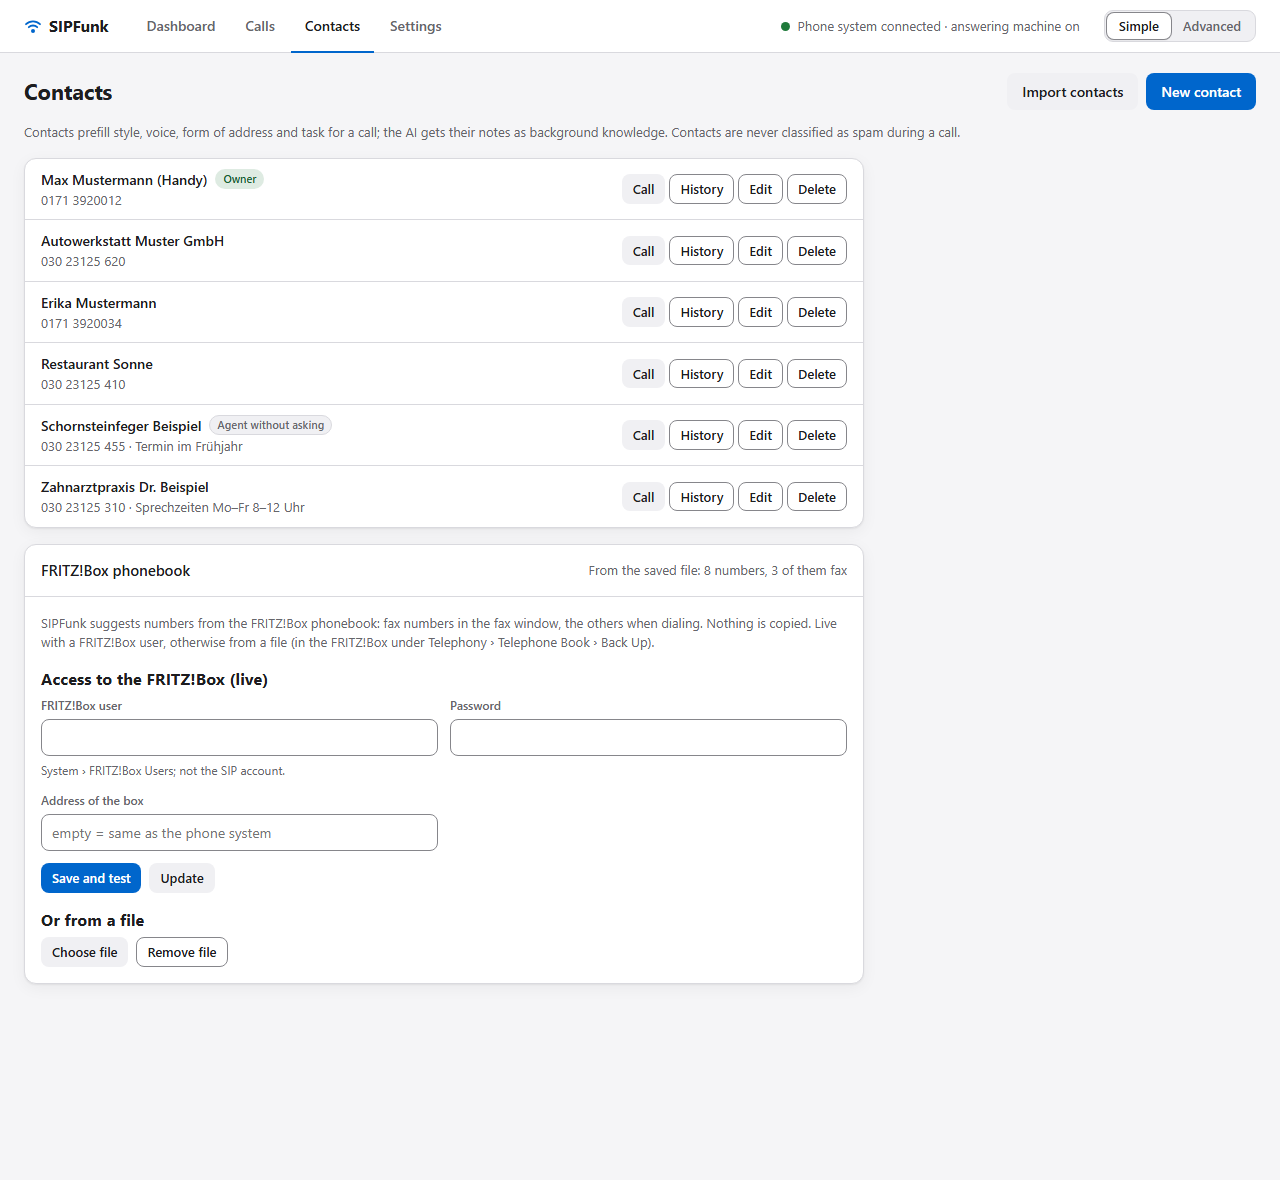 SIPFunk
Dashboard
Calls
Contacts
Settings
Phone system connected · answering machine on
Simple
Advanced
Contacts
Import contacts
New contact
Contacts prefill style, voice, form of address and task for a call; the AI gets their notes as background knowledge. Contacts are never classified as spam during a call.
Max Mustermann (Handy) Owner
0171 3920012
Call History Edit Delete
Autowerkstatt Muster GmbH
030 23125 620
Call History Edit Delete
Erika Mustermann
0171 3920034
Call History Edit Delete
Restaurant Sonne
030 23125 410
Call History Edit Delete
Schornsteinfeger Beispiel Agent without asking
030 23125 455 · Termin im Frühjahr
Call History Edit Delete
Zahnarztpraxis Dr. Beispiel
030 23125 310 · Sprechzeiten Mo–Fr 8–12 Uhr
Call History Edit Delete
FRITZ!Box phonebook
From the saved file: 8 numbers, 3 of them fax
SIPFunk suggests numbers from the FRITZ!Box phonebook: fax numbers in the fax window, the others when dialing. Nothing is copied. Live
with a FRITZ!Box user, otherwise from a file (in the FRITZ!Box under Telephony › Telephone Book › Back Up).
Access to the FRITZ!Box (live)
FRITZ!Box user
Password
System › FRITZ!Box Users; not the SIP account.
Address of the box
empty = same as the phone system
Save and test
Update
Or from a file
Choose file
Remove file